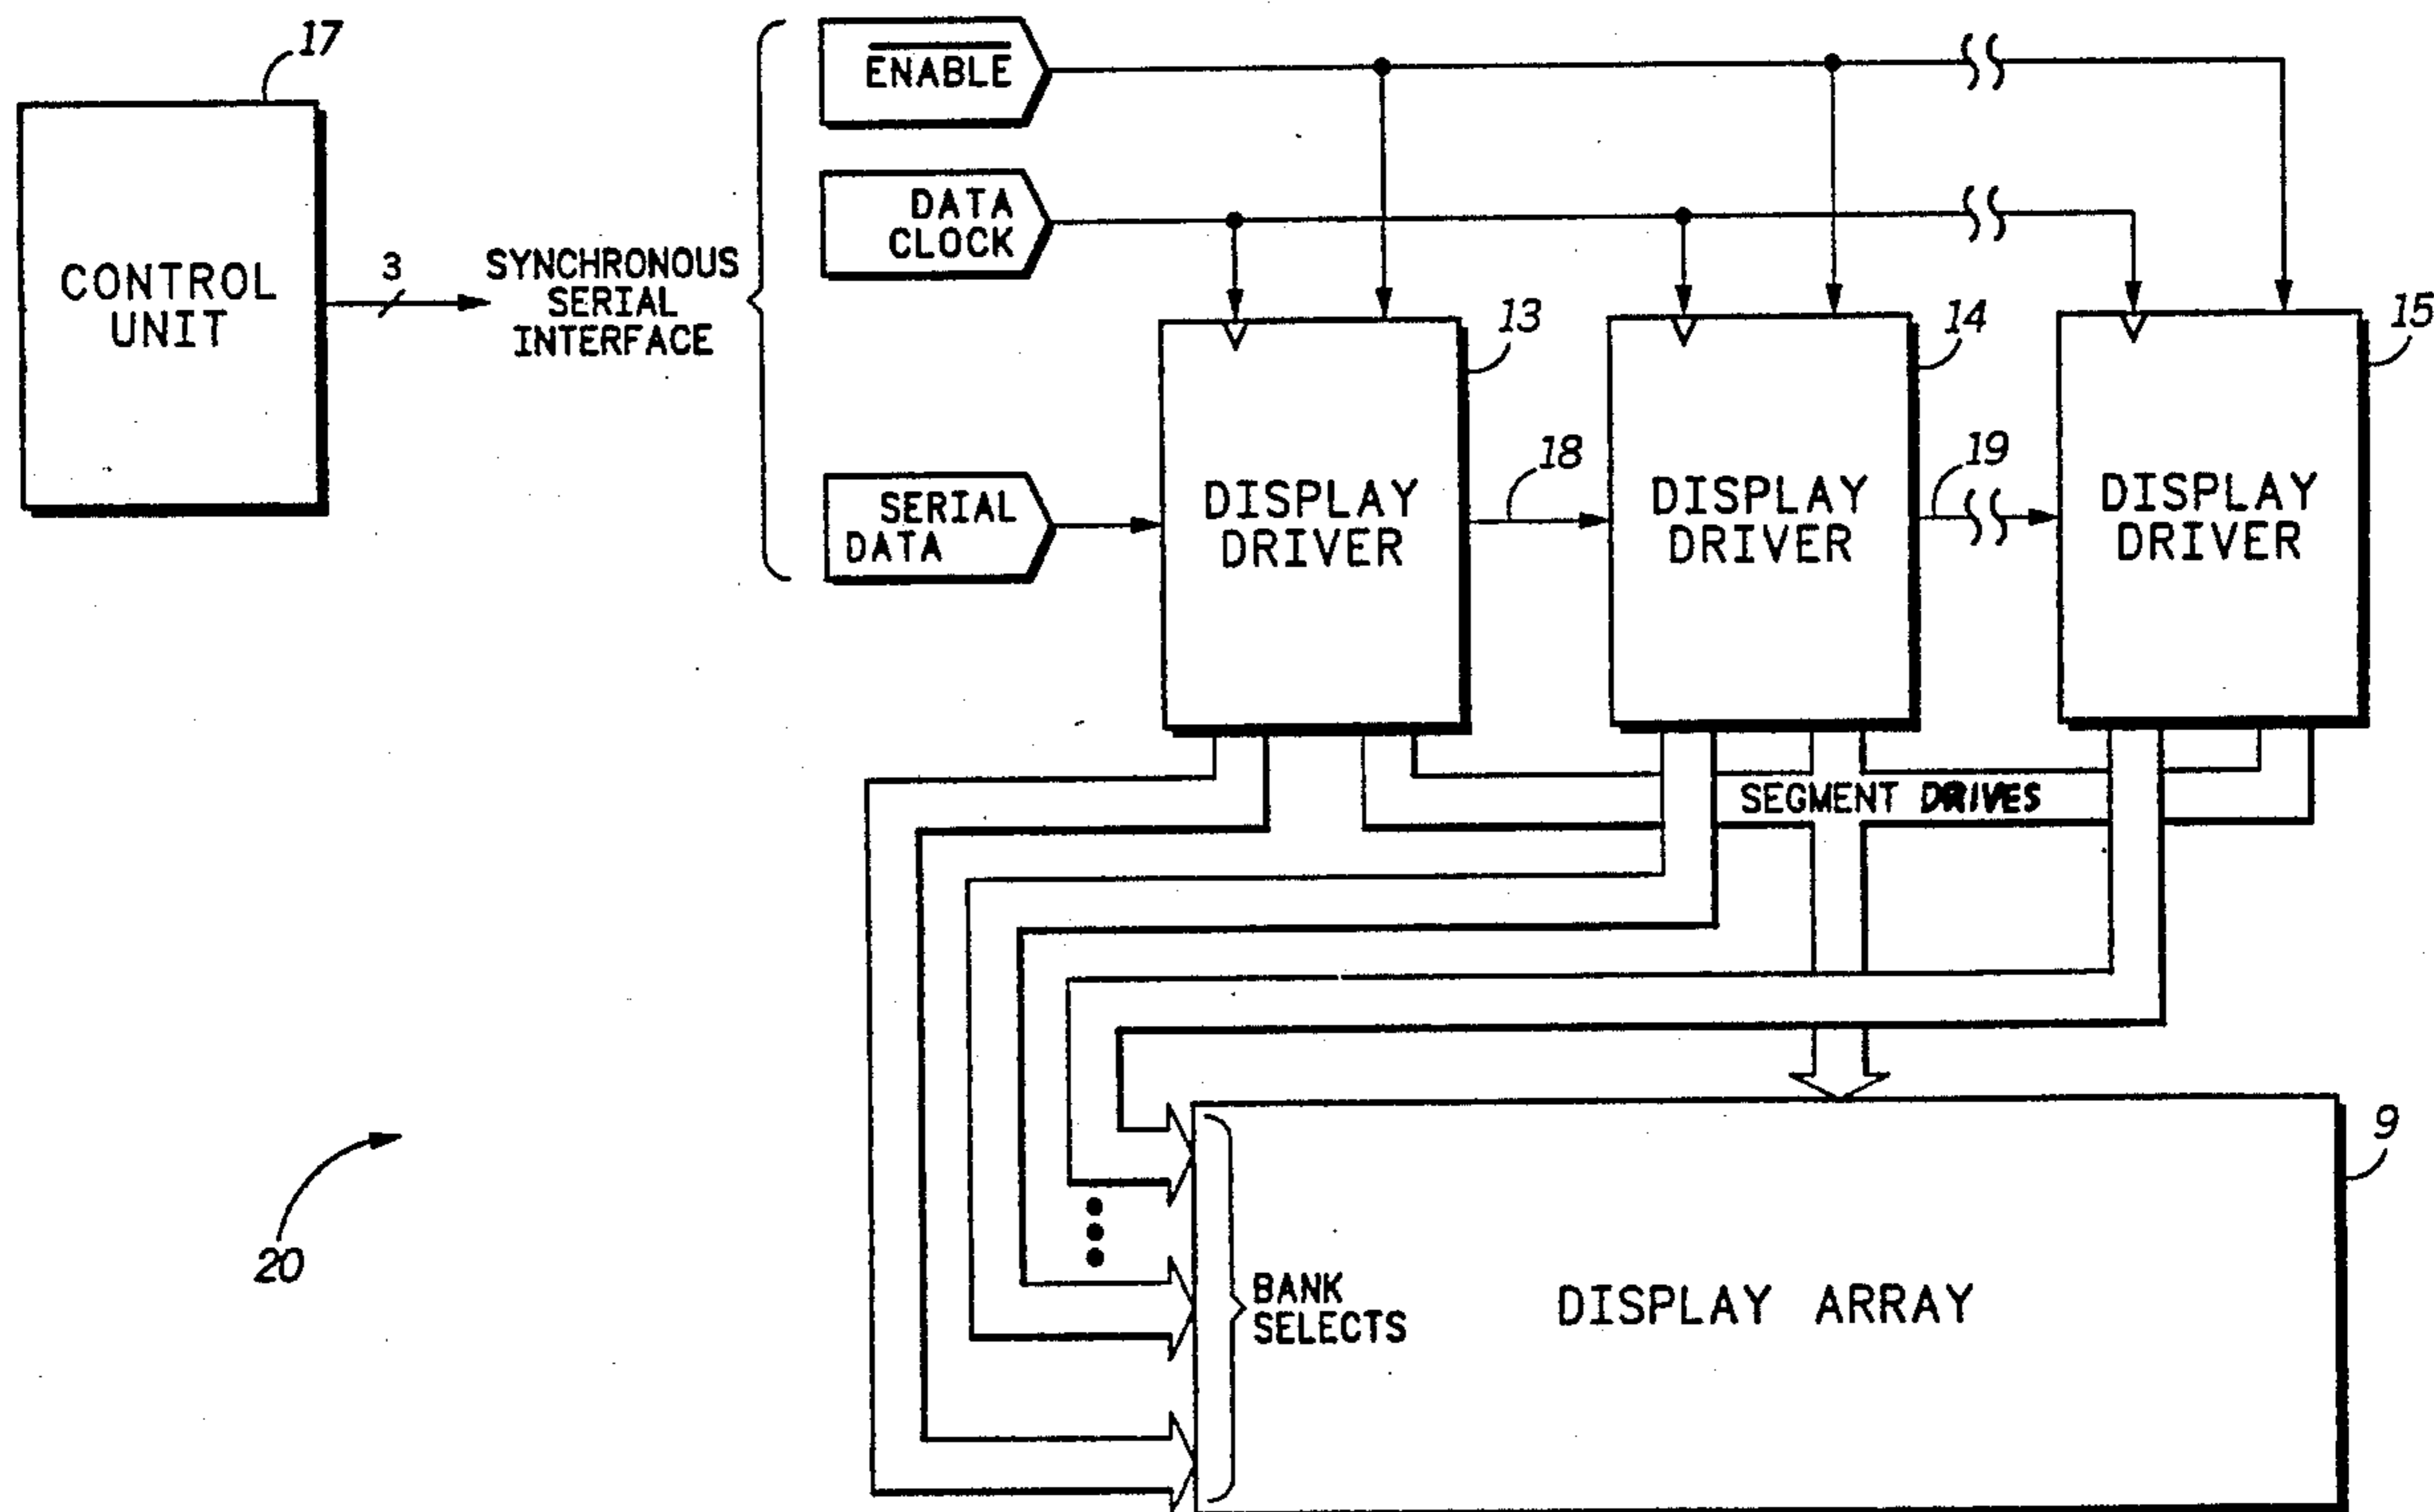 17
CONTROL
UNIT
3
SYNCHRONOUS
SERIAL
INTERFACE
ENABLE
DATA
CLOCK
SERIAL
DATA
13
14
15
DISPLAY
DRIVER
18
DISPLAY
DRIVER
19
DISPLAY
DRIVER
SEGMENT DRIVES
20
BANK
SELECTS
DISPLAY ARRAY
9